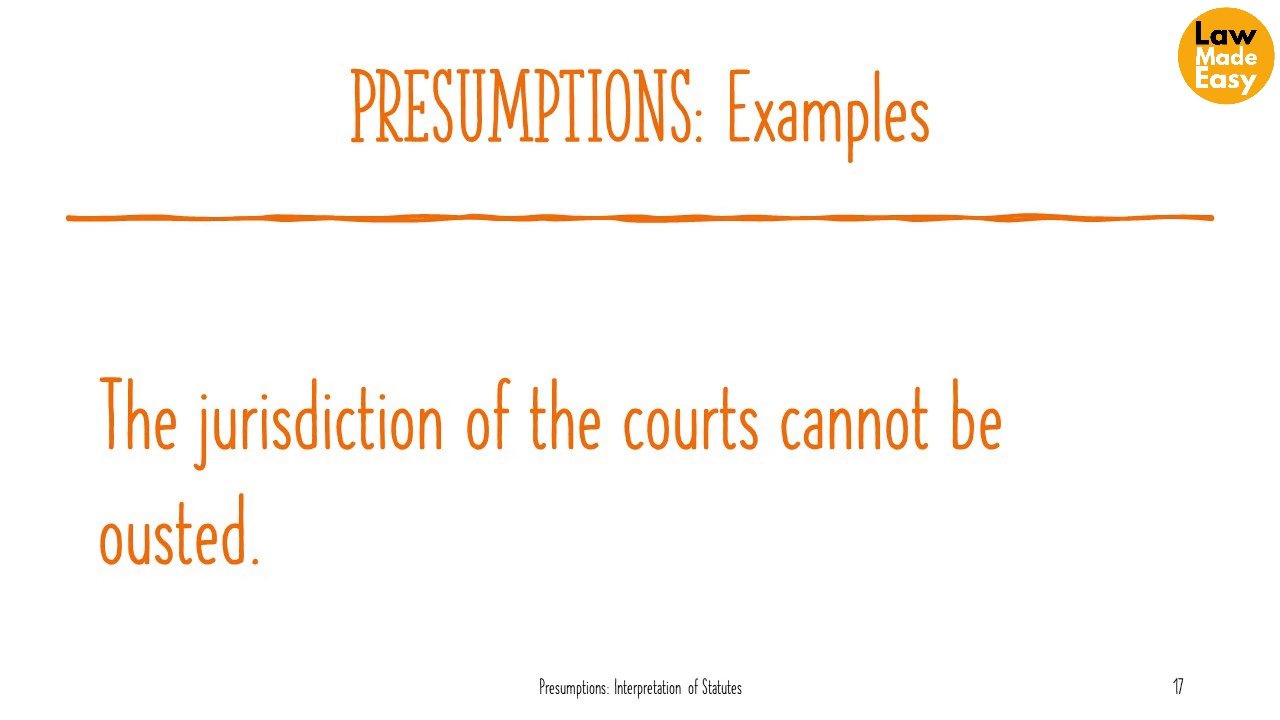 Law
Made
Easy
PRESUMPTIONS: Examples
The jurisdiction of the courts cannot be
ousted.
Presumptions: Interpretation of Statutes
17